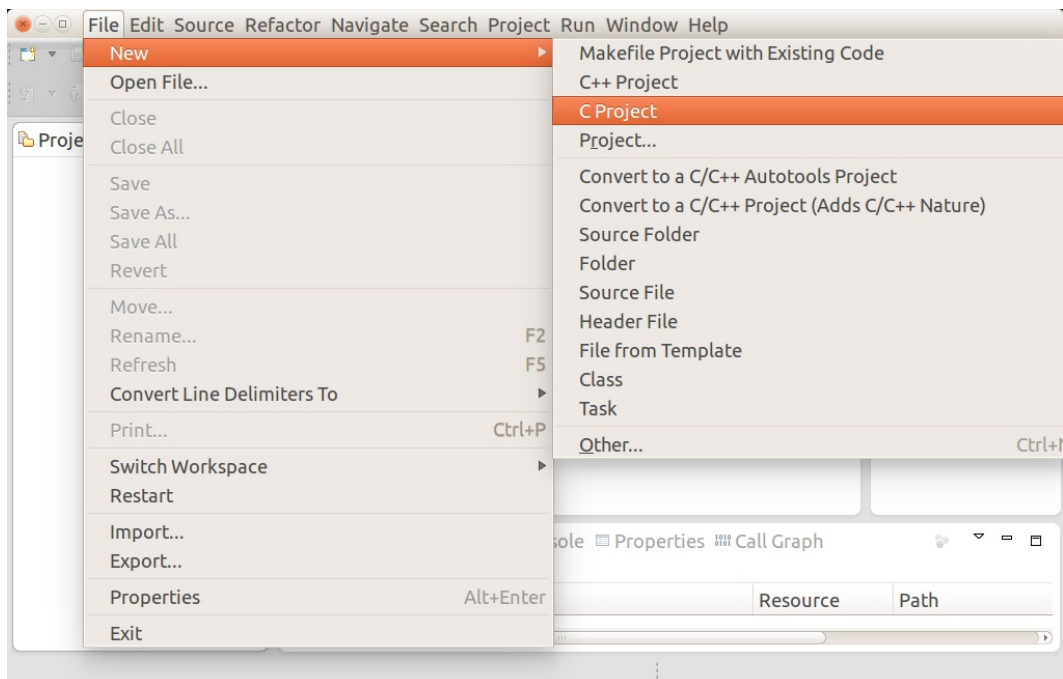 File Edit Source Refactor Navigate Search Project Run Window Help
New
Open File...
Close
Close All
Save
Save As...
Save All
Revert
Move...
Rename... F2
Refresh F5
Convert Line Delimiters To
Print... Ctrl+P
Switch Workspace
Restart
Import...
Export...
Properties Alt+Enter
Exit
Makefile Project with Existing Code
C++ Project
C Project
Project...
Convert to a C/C++ Autotools Project
Convert to a C/C++ Project (Adds C/C++ Nature)
Source Folder
Folder
Source File
Header File
File from Template
Class
Task
Other... Ctrl+N
Proje
sole Properties Call Graph
Resource Path